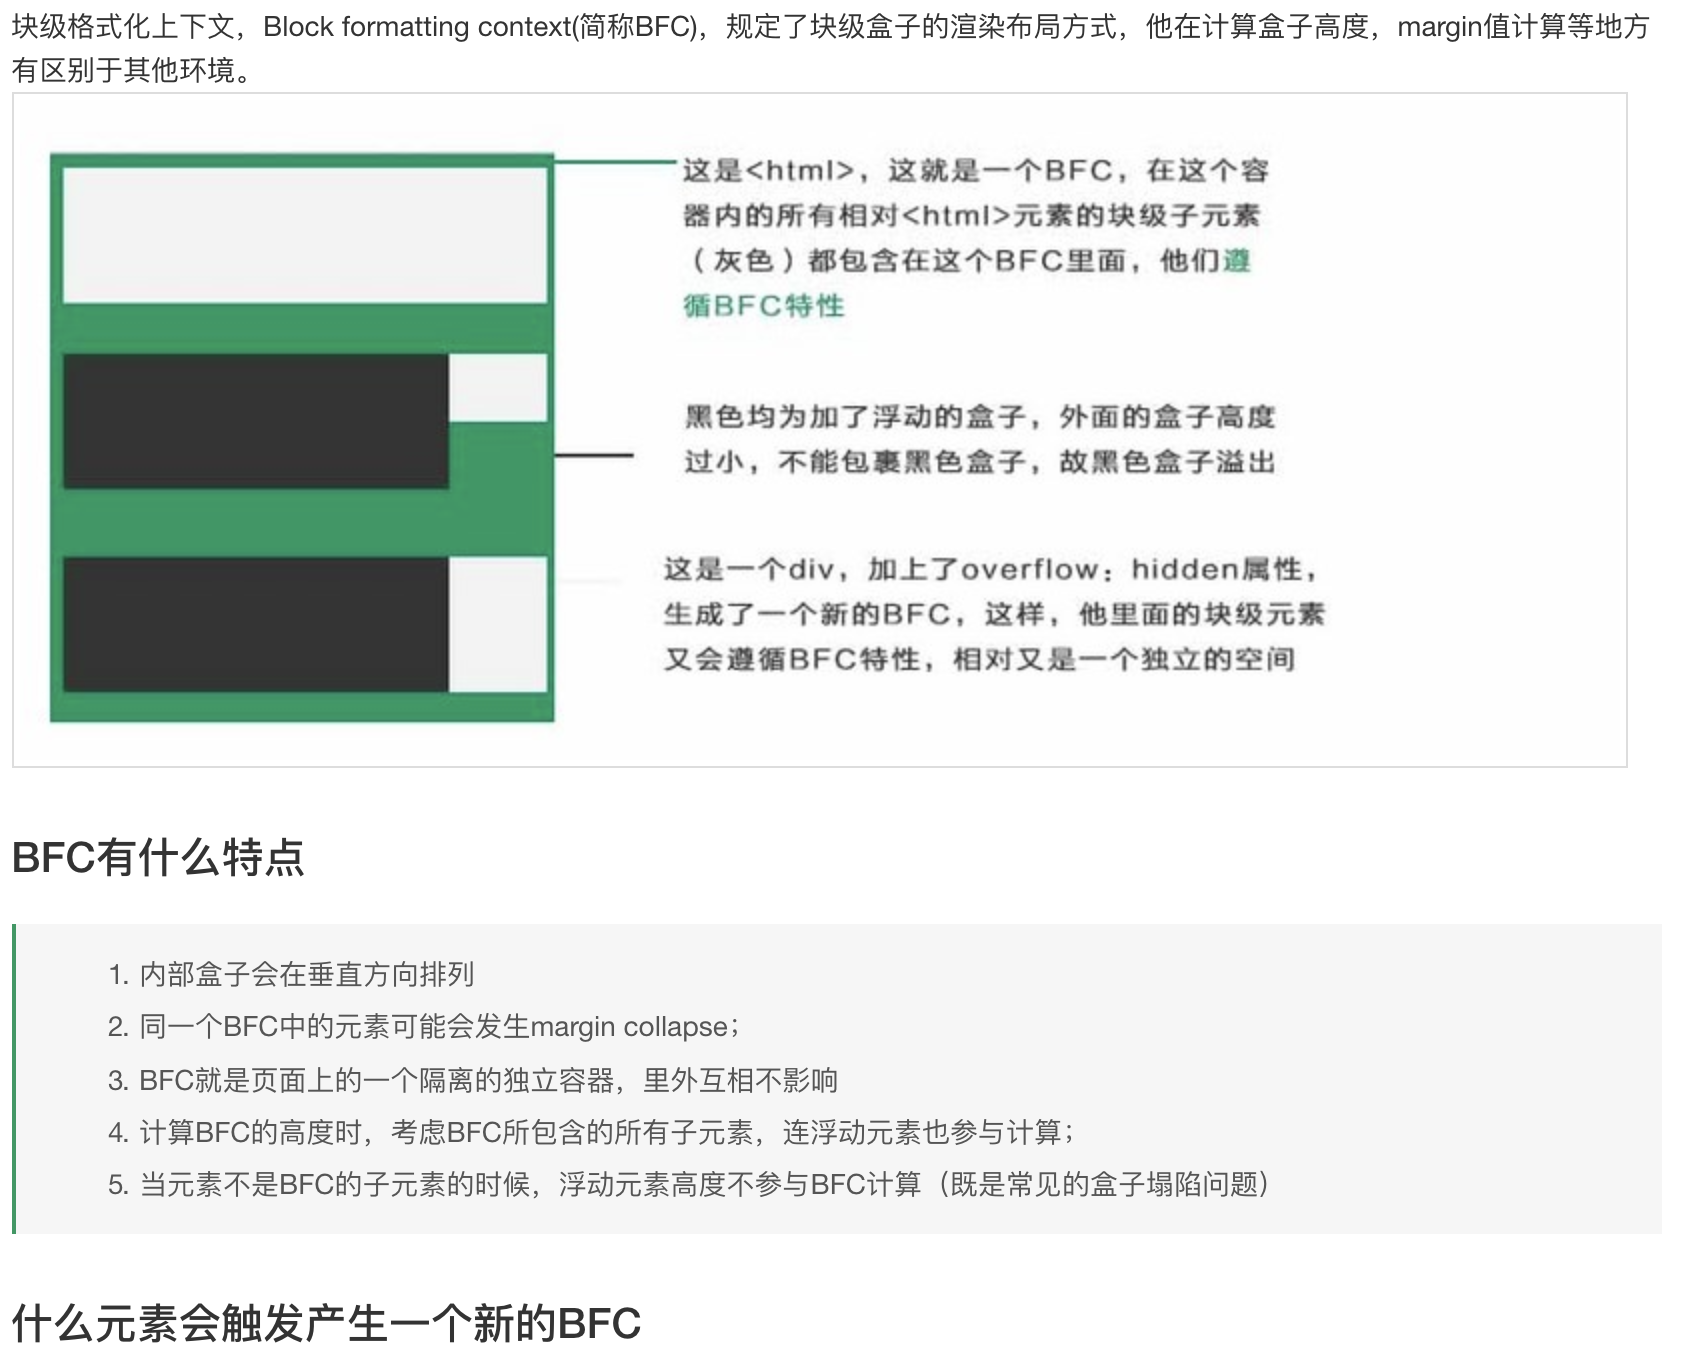 块级格式化上下文，Block formatting context(简称BFC)，规定了块级盒子的渲染布局方式，他在计算盒子高度，margin值计算等地方
有区别于其他环境。
这是<html>，这就是一个BFC，在这个容
器内的所有相对<html>元素的块级子元素
（灰色）都包含在这个BFC里面，他们遵
循BFC特性
黑色均为加了浮动的盒子，外面的盒子高度
过小，不能包裹黑色盒子，故黑色盒子溢出
这是一个div，加上了overflow：hidden属性，
生成了一个新的BFC，这样，他里面的块级元素
又会遵循BFC特性，相对又是一个独立的空间
BFC有什么特点
1. 内部盒子会在垂直方向排列
2. 同一个BFC中的元素可能会发生margin collapse；
3. BFC就是页面上的一个隔离的独立容器，里外互相不影响
4. 计算BFC的高度时，考虑BFC所包含的所有子元素，连浮动元素也参与计算；
5. 当元素不是BFC的子元素的时候，浮动元素高度不参与BFC计算（既是常见的盒子塌陷问题）
什么元素会触发产生一个新的BFC